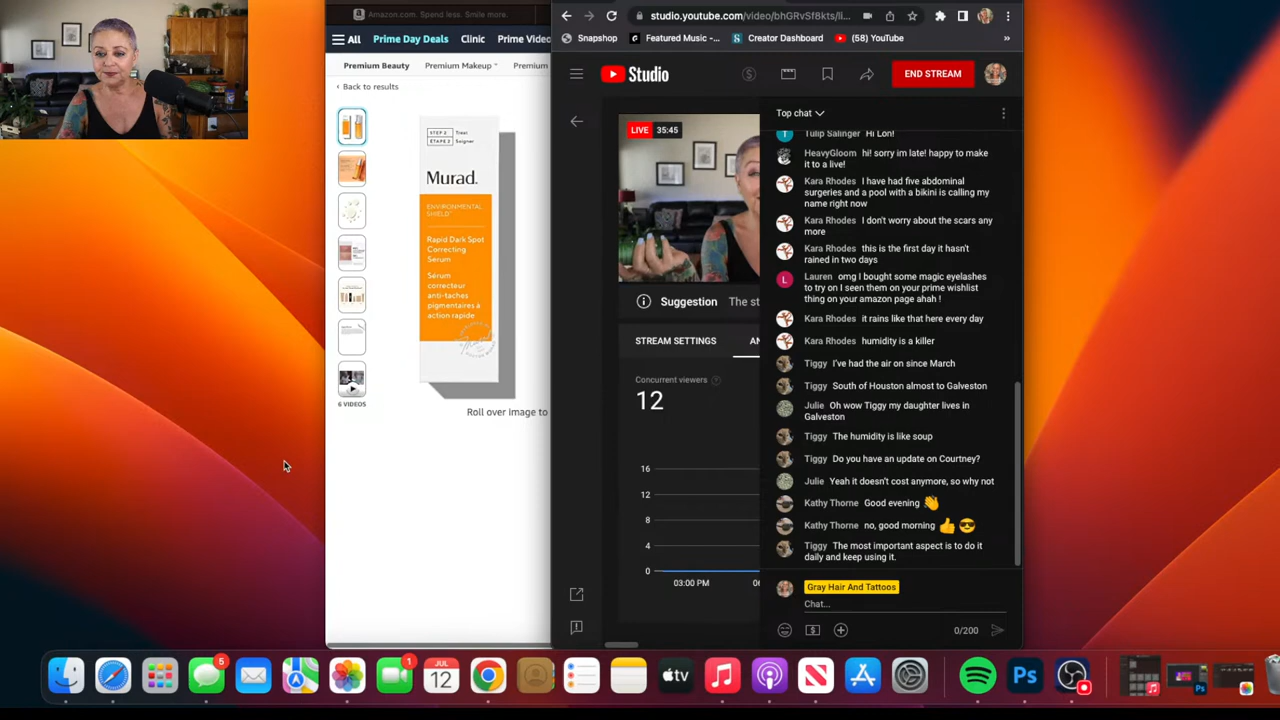 Amazon.com. Spend less. Smile more.
All
Prime Day Deals
Clinic
Prime Video
Premium Beauty
Premium Makeup
Premium
‹ Back to results
STEP 2 Treat
ETAPE 2 Soigner
Murad.
ENVIRONMENTAL
SHIELD™
Rapid Dark Spot
Correcting
Serum
Sérum
correcteur
anti-taches
pigmentaires à
action rapide
6 VIDEOS
Roll over image to
studio.youtube.com/video/bhGRvSf8kts/li...
Snapshop
Featured Music -...
Creator Dashboard
(58) YouTube
»
Studio
END STREAM
LIVE 35:45
Suggestion The st
STREAM SETTINGS
AN
Concurrent viewers
12
16
12
8
4
0
03:00 PM
06
Top chat
Tulip Salinger Hi Lon!
HeavyGloom hi! sorry im late! happy to make
it to a live!
Kara Rhodes I have had five abdominal
surgeries and a pool with a bikini is calling my
name right now
Kara Rhodes I don't worry about the scars any
more
Kara Rhodes this is the first day it hasn't
rained in two days
L
Lauren omg I bought some magic eyelashes
to try on I seen them on your prime wishlist
thing on your amazon page ahah !
Kara Rhodes it rains like that here every day
Kara Rhodes humidity is a killer
Tiggy I've had the air on since March
Tiggy South of Houston almost to Galveston
Julie Oh wow Tiggy my daughter lives in
Galveston
Tiggy The humidity is like soup
Tiggy Do you have an update on Courtney?
Julie Yeah it doesn't cost anymore, so why not
Kathy Thorne Good evening 👋
Kathy Thorne no, good morning 👍😎
Tiggy The most important aspect is to do it
daily and keep using it.
Gray Hair And Tattoos
Chat...
0/200
5
1
JUL
12
tv
Ps